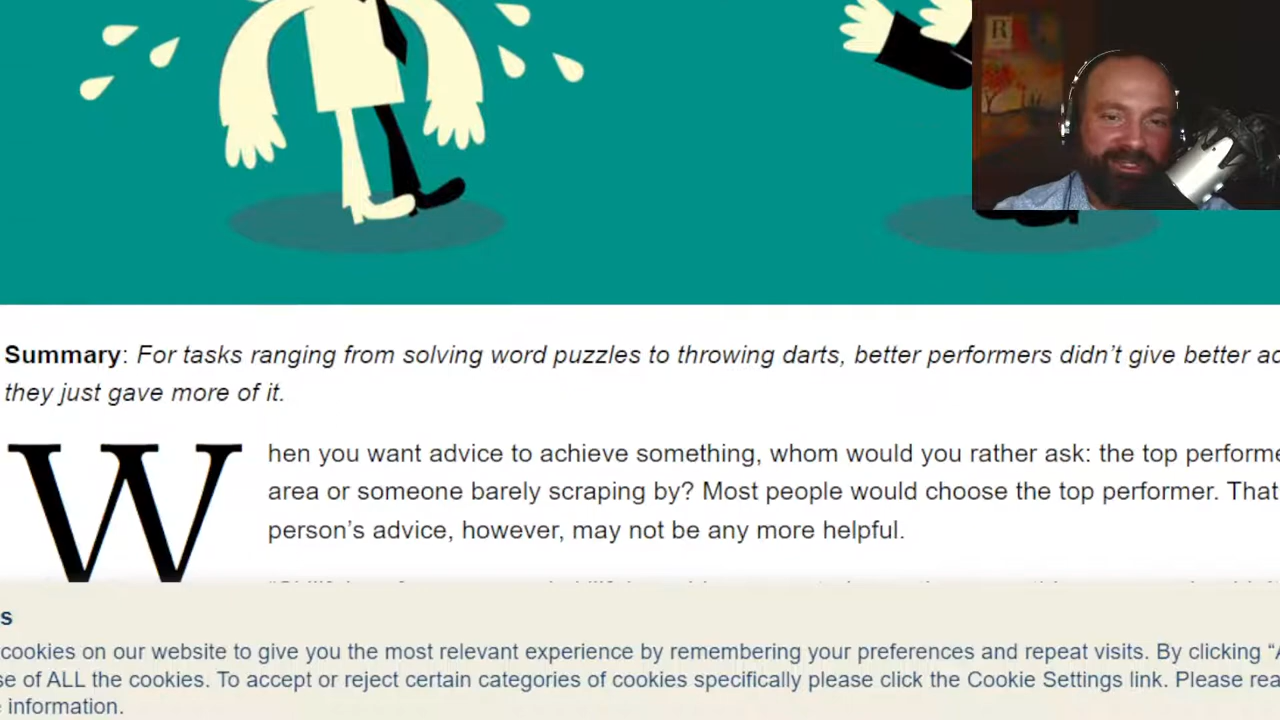 R
Summary: For tasks ranging from solving word puzzles to throwing darts, better performers didn’t give better
they just gave more of it.
When you want advice to achieve something, whom would you rather ask: the top
area or someone barely scraping by? Most people would choose the top performer. That
person’s advice, however, may not be any more helpful.
cookies on our website to give you the most relevant experience by remembering your preferences and repeat visits. By clicking “
of ALL the cookies. To accept or reject certain categories of cookies specifically please click the Cookie Settings link. Please
information.